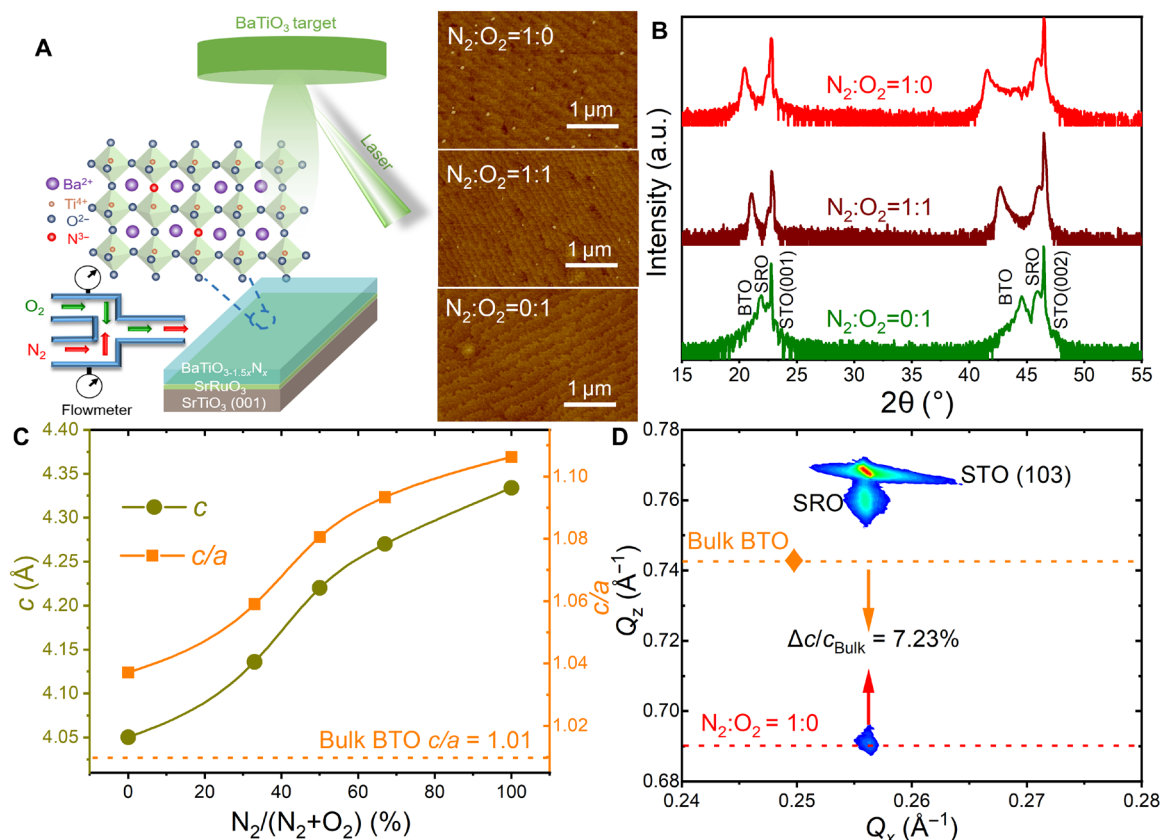 A
BaTiO₃ target
Laser
Ba²⁺
Ti⁴⁺
O²⁻
N³⁻
O₂
N₂
Flowmeter
BaTiO₃₋₁.₅ₓNₓ
SrRuO₃
SrTiO₃ (001)
N₂:O₂=1:0
1 µm
N₂:O₂=1:1
1 µm
N₂:O₂=0:1
1 µm
B
Intensity (a.u.)
N₂:O₂=1:0
N₂:O₂=1:1
N₂:O₂=0:1
BTO
SRO
STO(001)
BTO
SRO
STO(002)
15 20 25 30 35 40 45 50 55
2θ (°)
C
c (Å)
4.40
4.35
4.30
4.25
4.20
4.15
4.10
4.05
c
c/a
Bulk BTO c/a = 1.01
c/a
1.10
1.08
1.06
1.04
1.02
0 20 40 60 80 100
N₂/(N₂+O₂) (%)
D
Q_z (Å⁻¹)
0.78
0.76
0.74
0.72
0.70
0.68
STO (103)
SRO
Bulk BTO
Δc/c_Bulk = 7.23%
N₂:O₂ = 1:0
0.24 0.25 0.26 0.27 0.28
Qₓ (Å⁻¹)